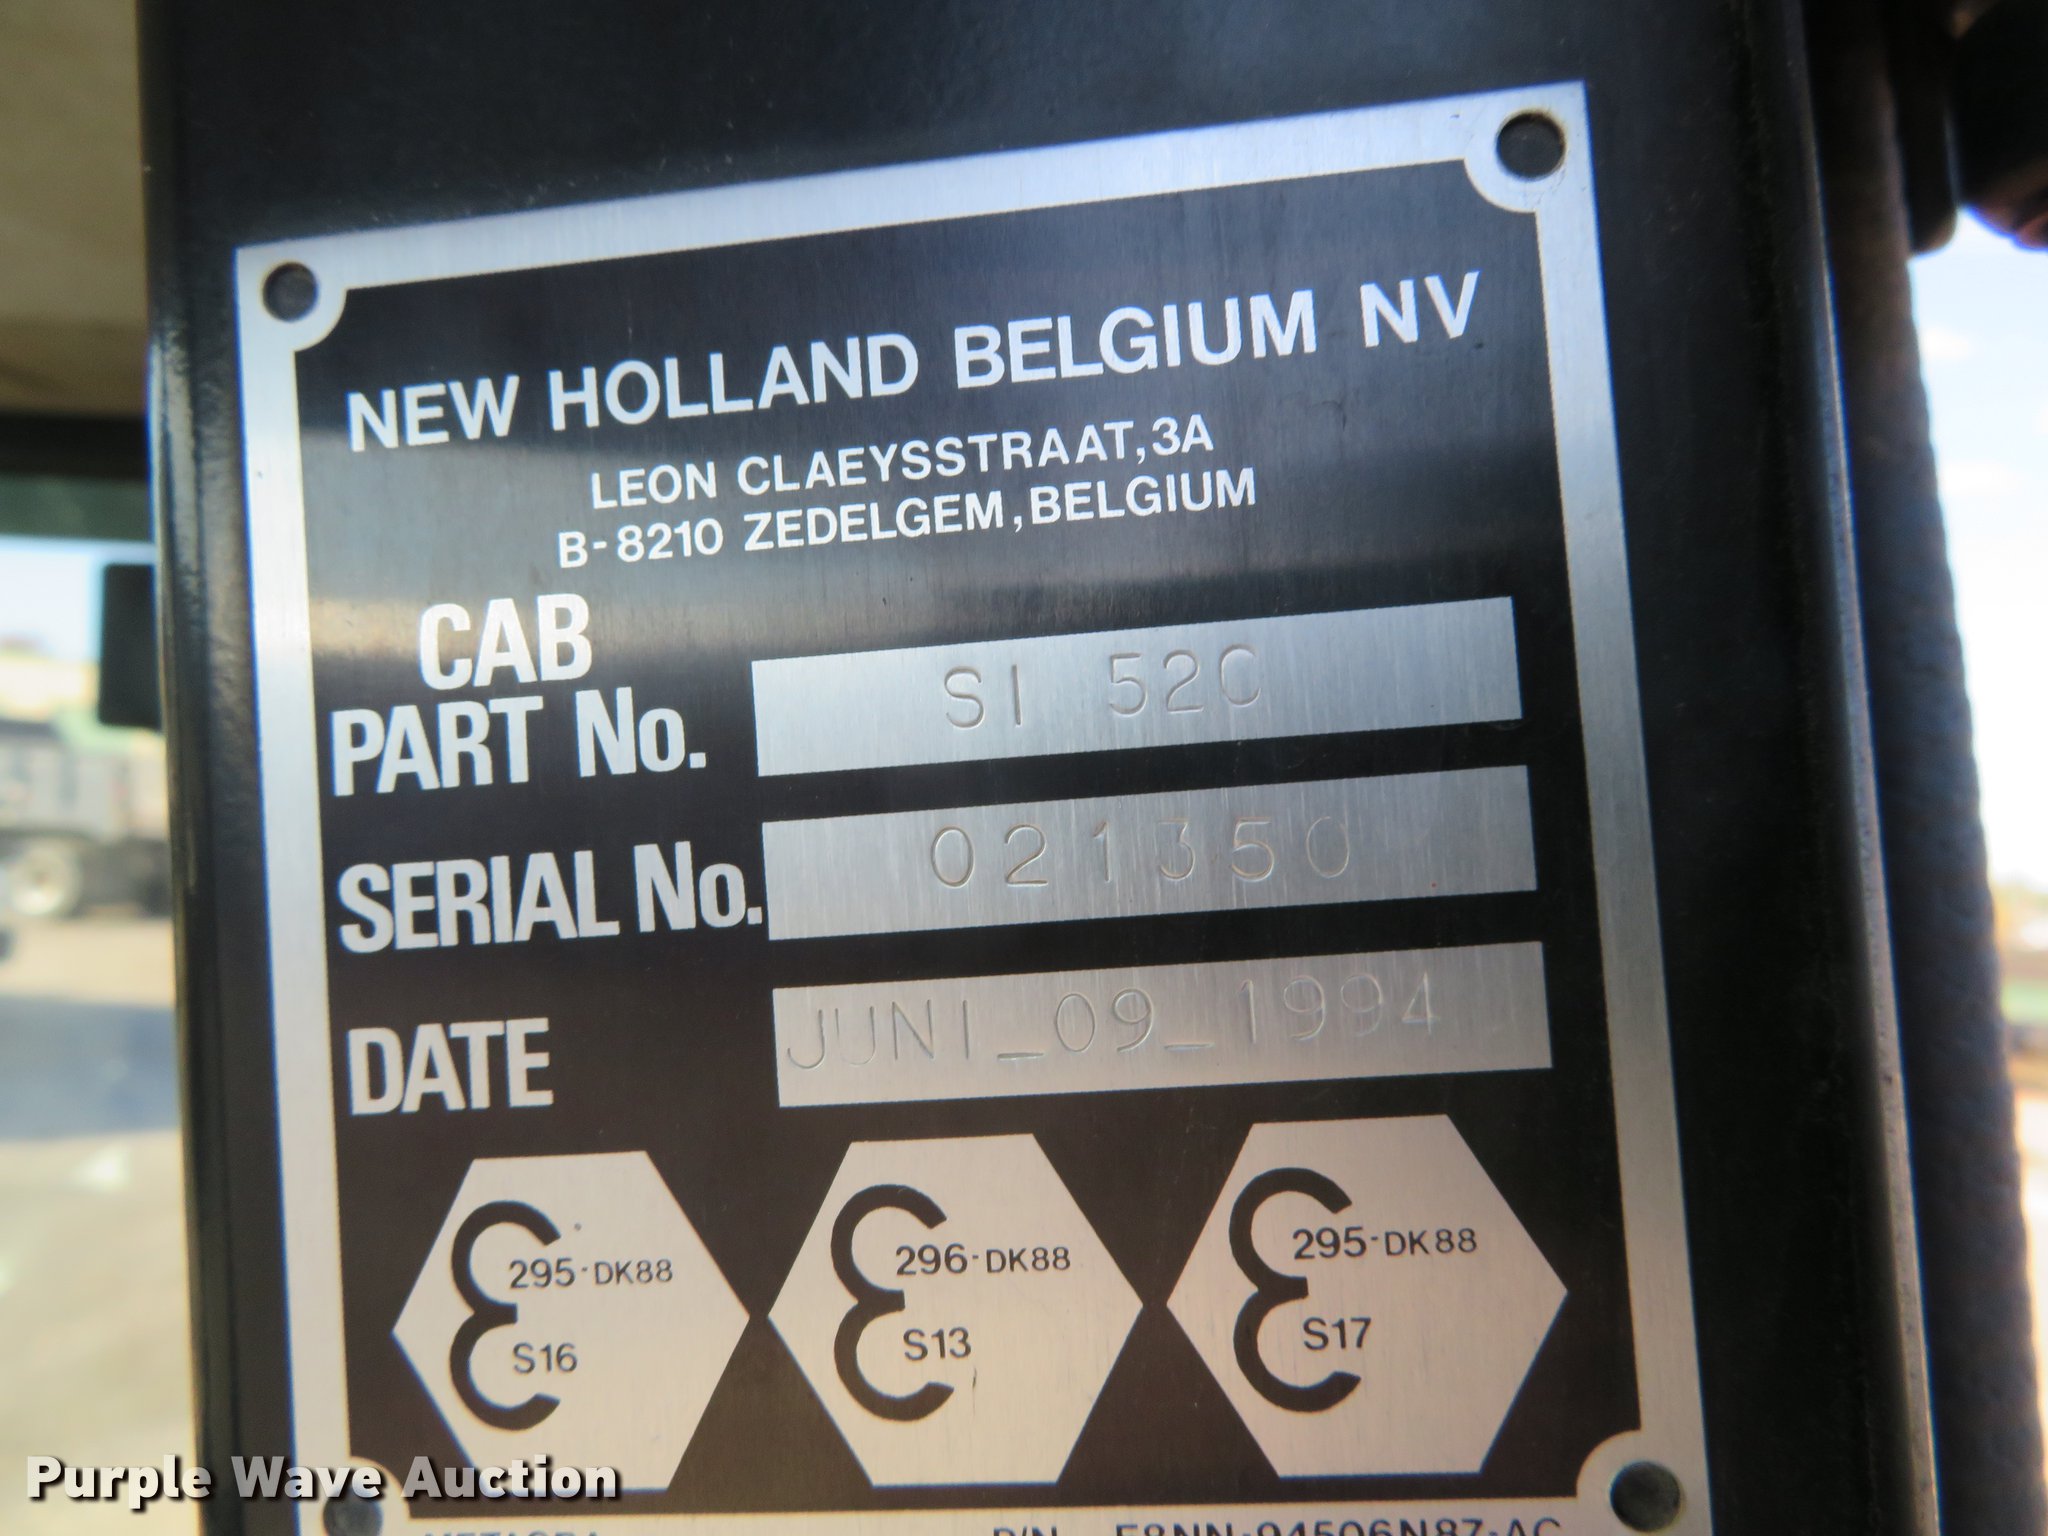 NEW HOLLAND BELGIUM NV
LEON CLAEYSSTRAAT,3A
B-8210 ZEDELGEM, BELGIUM
CAB
PART No. SI 52C
SERIAL No. 021350
DATE JUNI_09_1994
295-DK88
S16
296-DK88
S13
295-DK88
S17
P/N
Purple Wave Auction